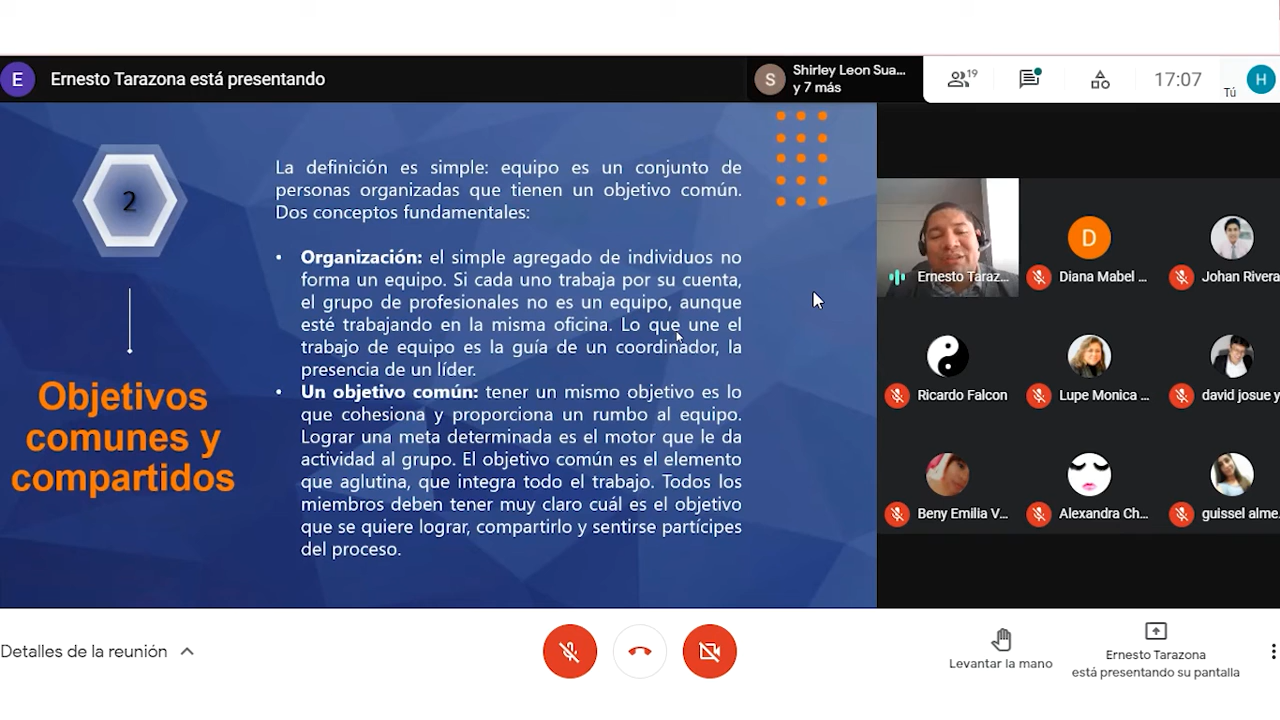 E
Ernesto Tarazona está presentando
S
Shirley Leon Sua...
y 7 más
19
17:07
Tú
H
2
Objetivos
comunes y
compartidos
La definición es simple: equipo es un conjunto de
personas organizadas que tienen un objetivo común.
Dos conceptos fundamentales:
• Organización: el simple agregado de individuos no
forma un equipo. Si cada uno trabaja por su cuenta,
el grupo de profesionales no es un equipo, aunque
esté trabajando en la misma oficina. Lo que une el
trabajo de equipo es la guía de un coordinador, la
presencia de un líder.
• Un objetivo común: tener un mismo objetivo es lo
que cohesiona y proporciona un rumbo al equipo.
Lograr una meta determinada es el motor que le da
actividad al grupo. El objetivo común es el elemento
que aglutina, que integra todo el trabajo. Todos los
miembros deben tener muy claro cuál es el objetivo
que se quiere lograr, compartirlo y sentirse partícipes
del proceso.
Ernesto Taraz...
D
Diana Mabel ...
Johan Rivera
Ricardo Falcon
Lupe Monica ...
david josue y
Beny Emilia V...
Alexandra Ch...
guissel alme.
Detalles de la reunión
Levantar la mano
Ernesto Tarazona
está presentando su pantalla